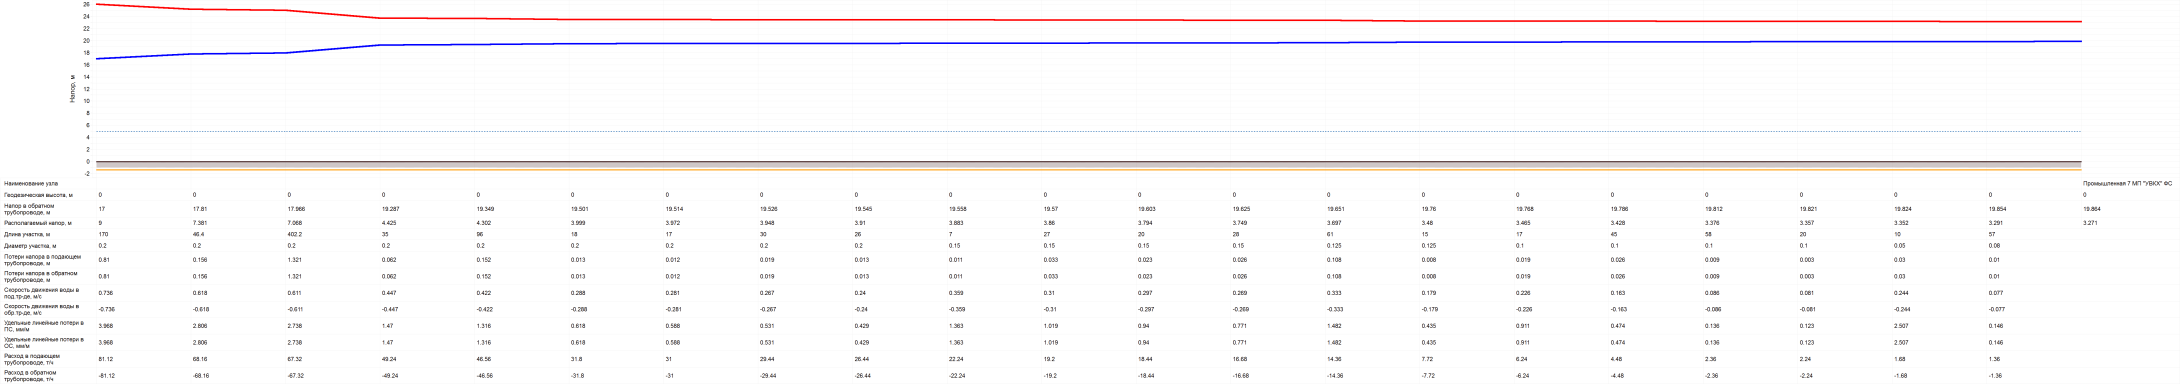 26
24
22
20
18
16
14
12
10
8
6
4
2
0
-2
Напор, м
Наименование узла Промышленная 7 МП "УВКХ" ФС
Геодезическая высота, м 0 0 0 0 0 0 0 0 0 0 0 0 0 0 0 0 0 0 0 0 0 0
Напор в обратном
трубопроводе, м 17 17.81 17.966 19.287 19.349 19.501 19.514 19.526 19.545 19.558 19.57 19.603 19.625 19.651 19.76 19.768 19.786 19.812 19.821 19.824 19.854 19.864
Располагаемый напор, м 9 7.381 7.068 4.425 4.302 3.999 3.972 3.948 3.91 3.883 3.86 3.794 3.749 3.697 3.48 3.465 3.428 3.376 3.357 3.352 3.291 3.271
Длина участка, м 170 46.4 402.2 35 96 18 17 30 26 7 27 20 28 61 15 17 45 58 20 10 57
Диаметр участка, м 0.2 0.2 0.2 0.2 0.2 0.2 0.2 0.2 0.2 0.15 0.15 0.15 0.15 0.125 0.125 0.1 0.1 0.1 0.1 0.05 0.08
Потери напора в подающем
трубопроводе, м 0.81 0.156 1.321 0.062 0.152 0.013 0.012 0.019 0.013 0.011 0.033 0.023 0.026 0.108 0.008 0.019 0.026 0.009 0.003 0.03 0.01
Потери напора в обратном
трубопроводе, м 0.81 0.156 1.321 0.062 0.152 0.013 0.012 0.019 0.013 0.011 0.033 0.023 0.026 0.108 0.008 0.019 0.026 0.009 0.003 0.03 0.01
Скорость движения воды в
под.тр-де, м/с 0.736 0.618 0.611 0.447 0.422 0.288 0.281 0.267 0.24 0.359 0.31 0.297 0.269 0.333 0.179 0.226 0.163 0.086 0.081 0.244 0.077
Скорость движения воды в
обр.тр-де, м/с -0.736 -0.618 -0.611 -0.447 -0.422 -0.288 -0.281 -0.267 -0.24 -0.359 -0.31 -0.297 -0.269 -0.333 -0.179 -0.226 -0.163 -0.086 -0.081 -0.244 -0.077
Удельные линейные потери в
ПС, мм/м 3.968 2.806 2.738 1.47 1.316 0.618 0.588 0.531 0.429 1.363 1.019 0.94 0.771 1.482 0.435 0.911 0.474 0.136 0.123 2.507 0.146
Удельные линейные потери в
ОС, мм/м 3.968 2.806 2.738 1.47 1.316 0.618 0.588 0.531 0.429 1.363 1.019 0.94 0.771 1.482 0.435 0.911 0.474 0.136 0.123 2.507 0.146
Расход в подающем
трубопроводе, т/ч 81.12 68.16 67.32 49.24 46.56 31.8 31 29.44 26.44 22.24 19.2 18.44 16.68 14.36 7.72 6.24 4.48 2.36 2.24 1.68 1.36
Расход в обратном
трубопроводе, т/ч -81.12 -68.16 -67.32 -49.24 -46.56 -31.8 -31 -29.44 -26.44 -22.24 -19.2 -18.44 -16.68 -14.36 -7.72 -6.24 -4.48 -2.36 -2.24 -1.68 -1.36